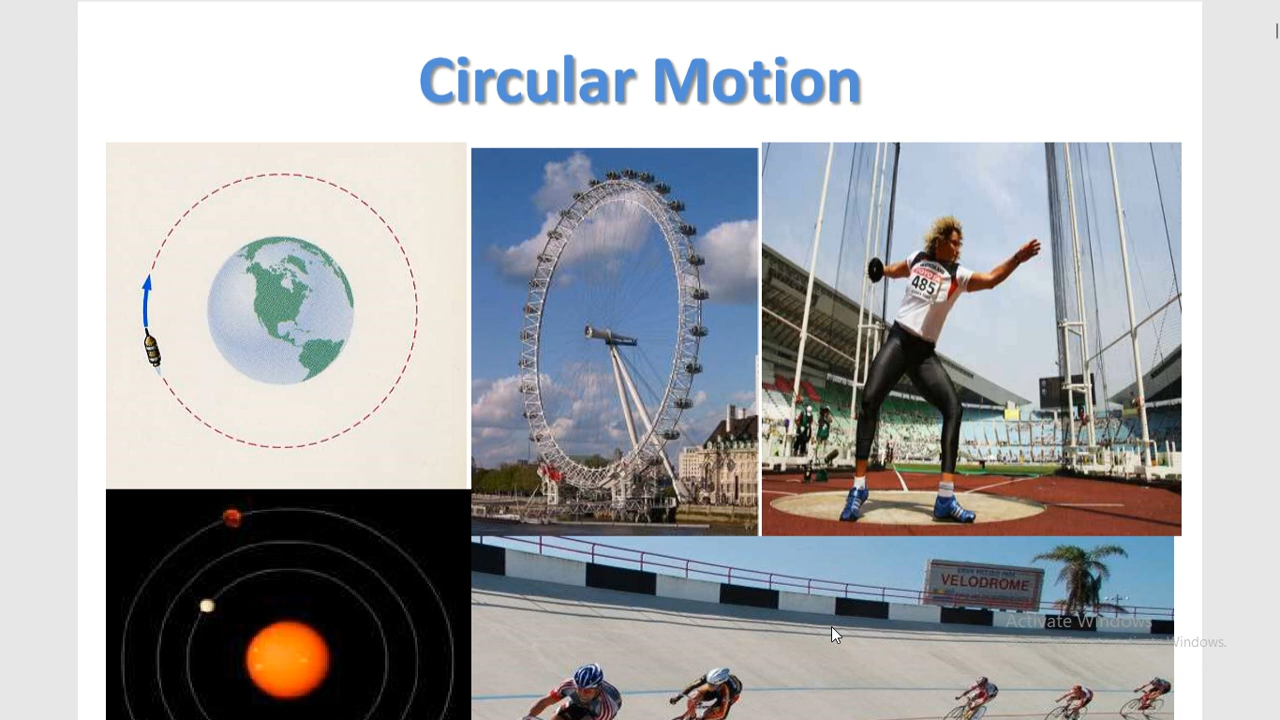 Circular Motion
485
VELODROME
Activate Windows
Windows.